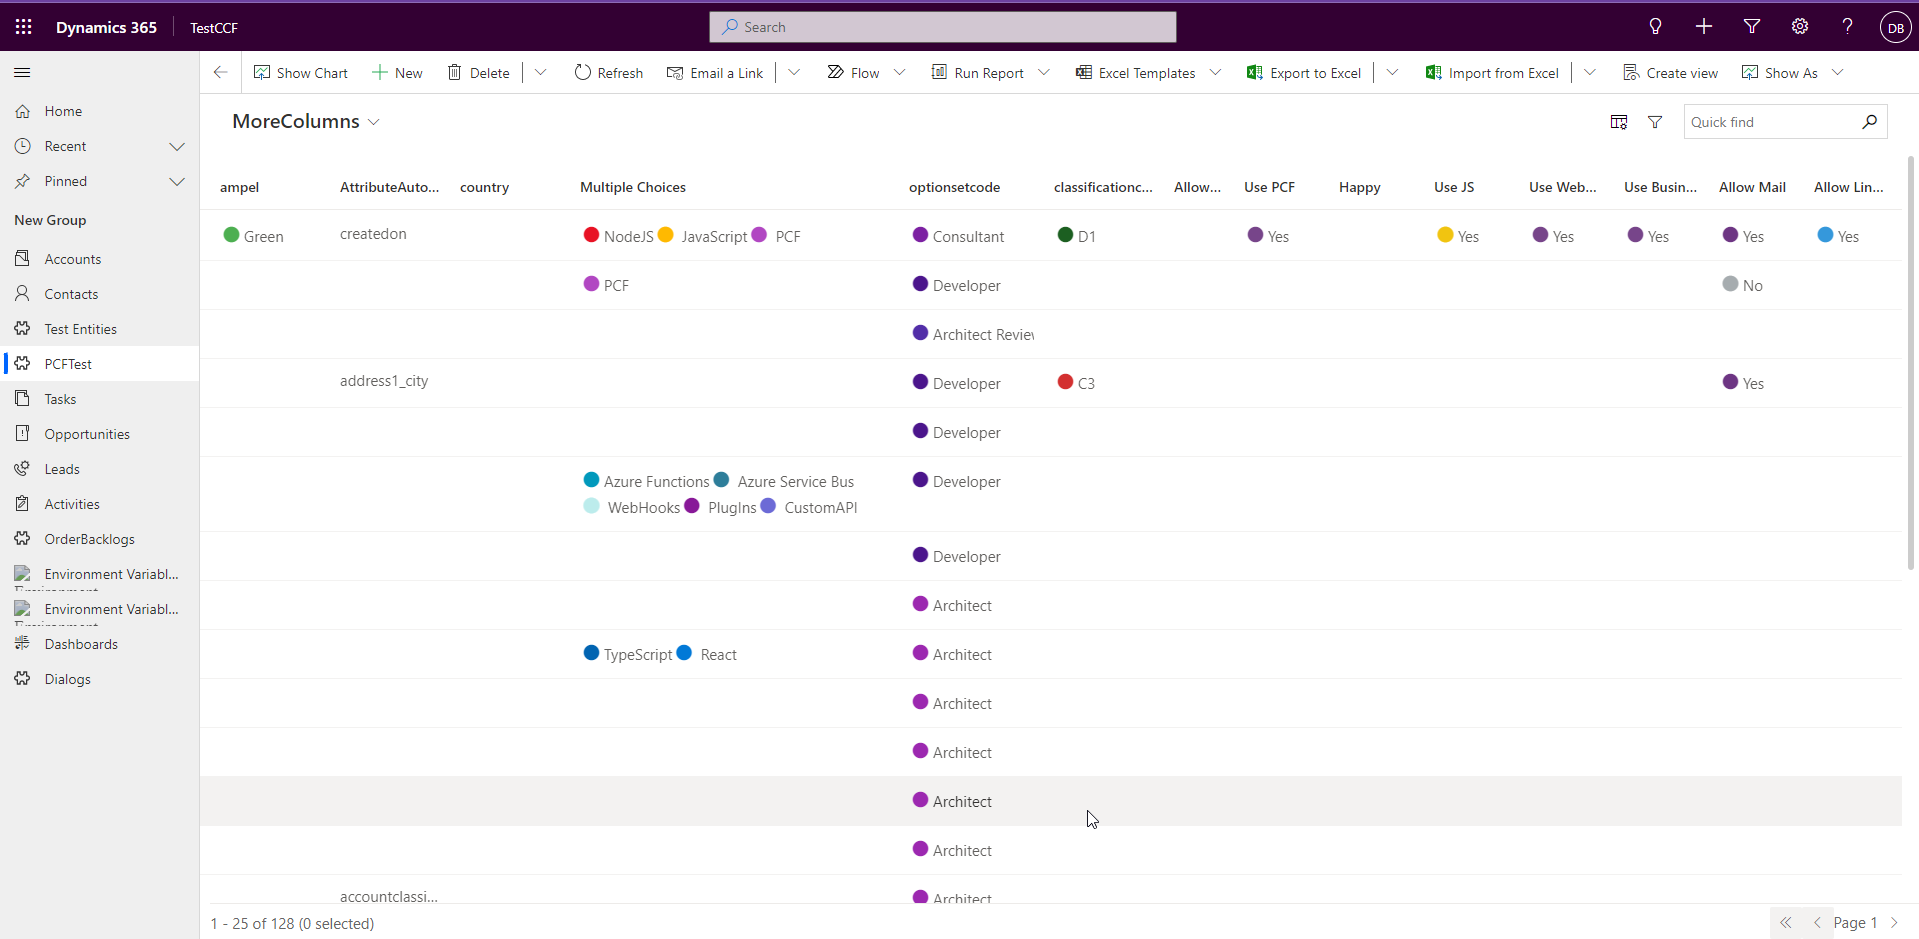 Dynamics 365
TestCCF
Search
?
DB
Show Chart
New
Delete
Refresh
Email a Link
Flow
Run Report
Excel Templates
Export to Excel
Import from Excel
Create view
Show As
Home
Recent
Pinned
New Group
Accounts
Contacts
Test Entities
PCFTest
Tasks
Opportunities
Leads
Activities
OrderBacklogs
Environment Variabl...
Environment Variabl...
Dashboards
Dialogs
MoreColumns
Quick find
ampel AttributeAuto... country Multiple Choices optionsetcode classificationc... Allow... Use PCF Happy Use JS Use Web... Use Busin... Allow Mail Allow Lin...
Green createdon NodeJS JavaScript PCF Consultant D1 Yes Yes Yes Yes Yes Yes
PCF Developer No
Architect Review
address1_city Developer C3 Yes
Developer
Azure Functions Azure Service Bus Developer
WebHooks PlugIns CustomAPI
Developer
Architect
TypeScript React Architect
Architect
Architect
Architect
Architect
accountclassi... Architect
1 - 25 of 128 (0 selected)
Page 1